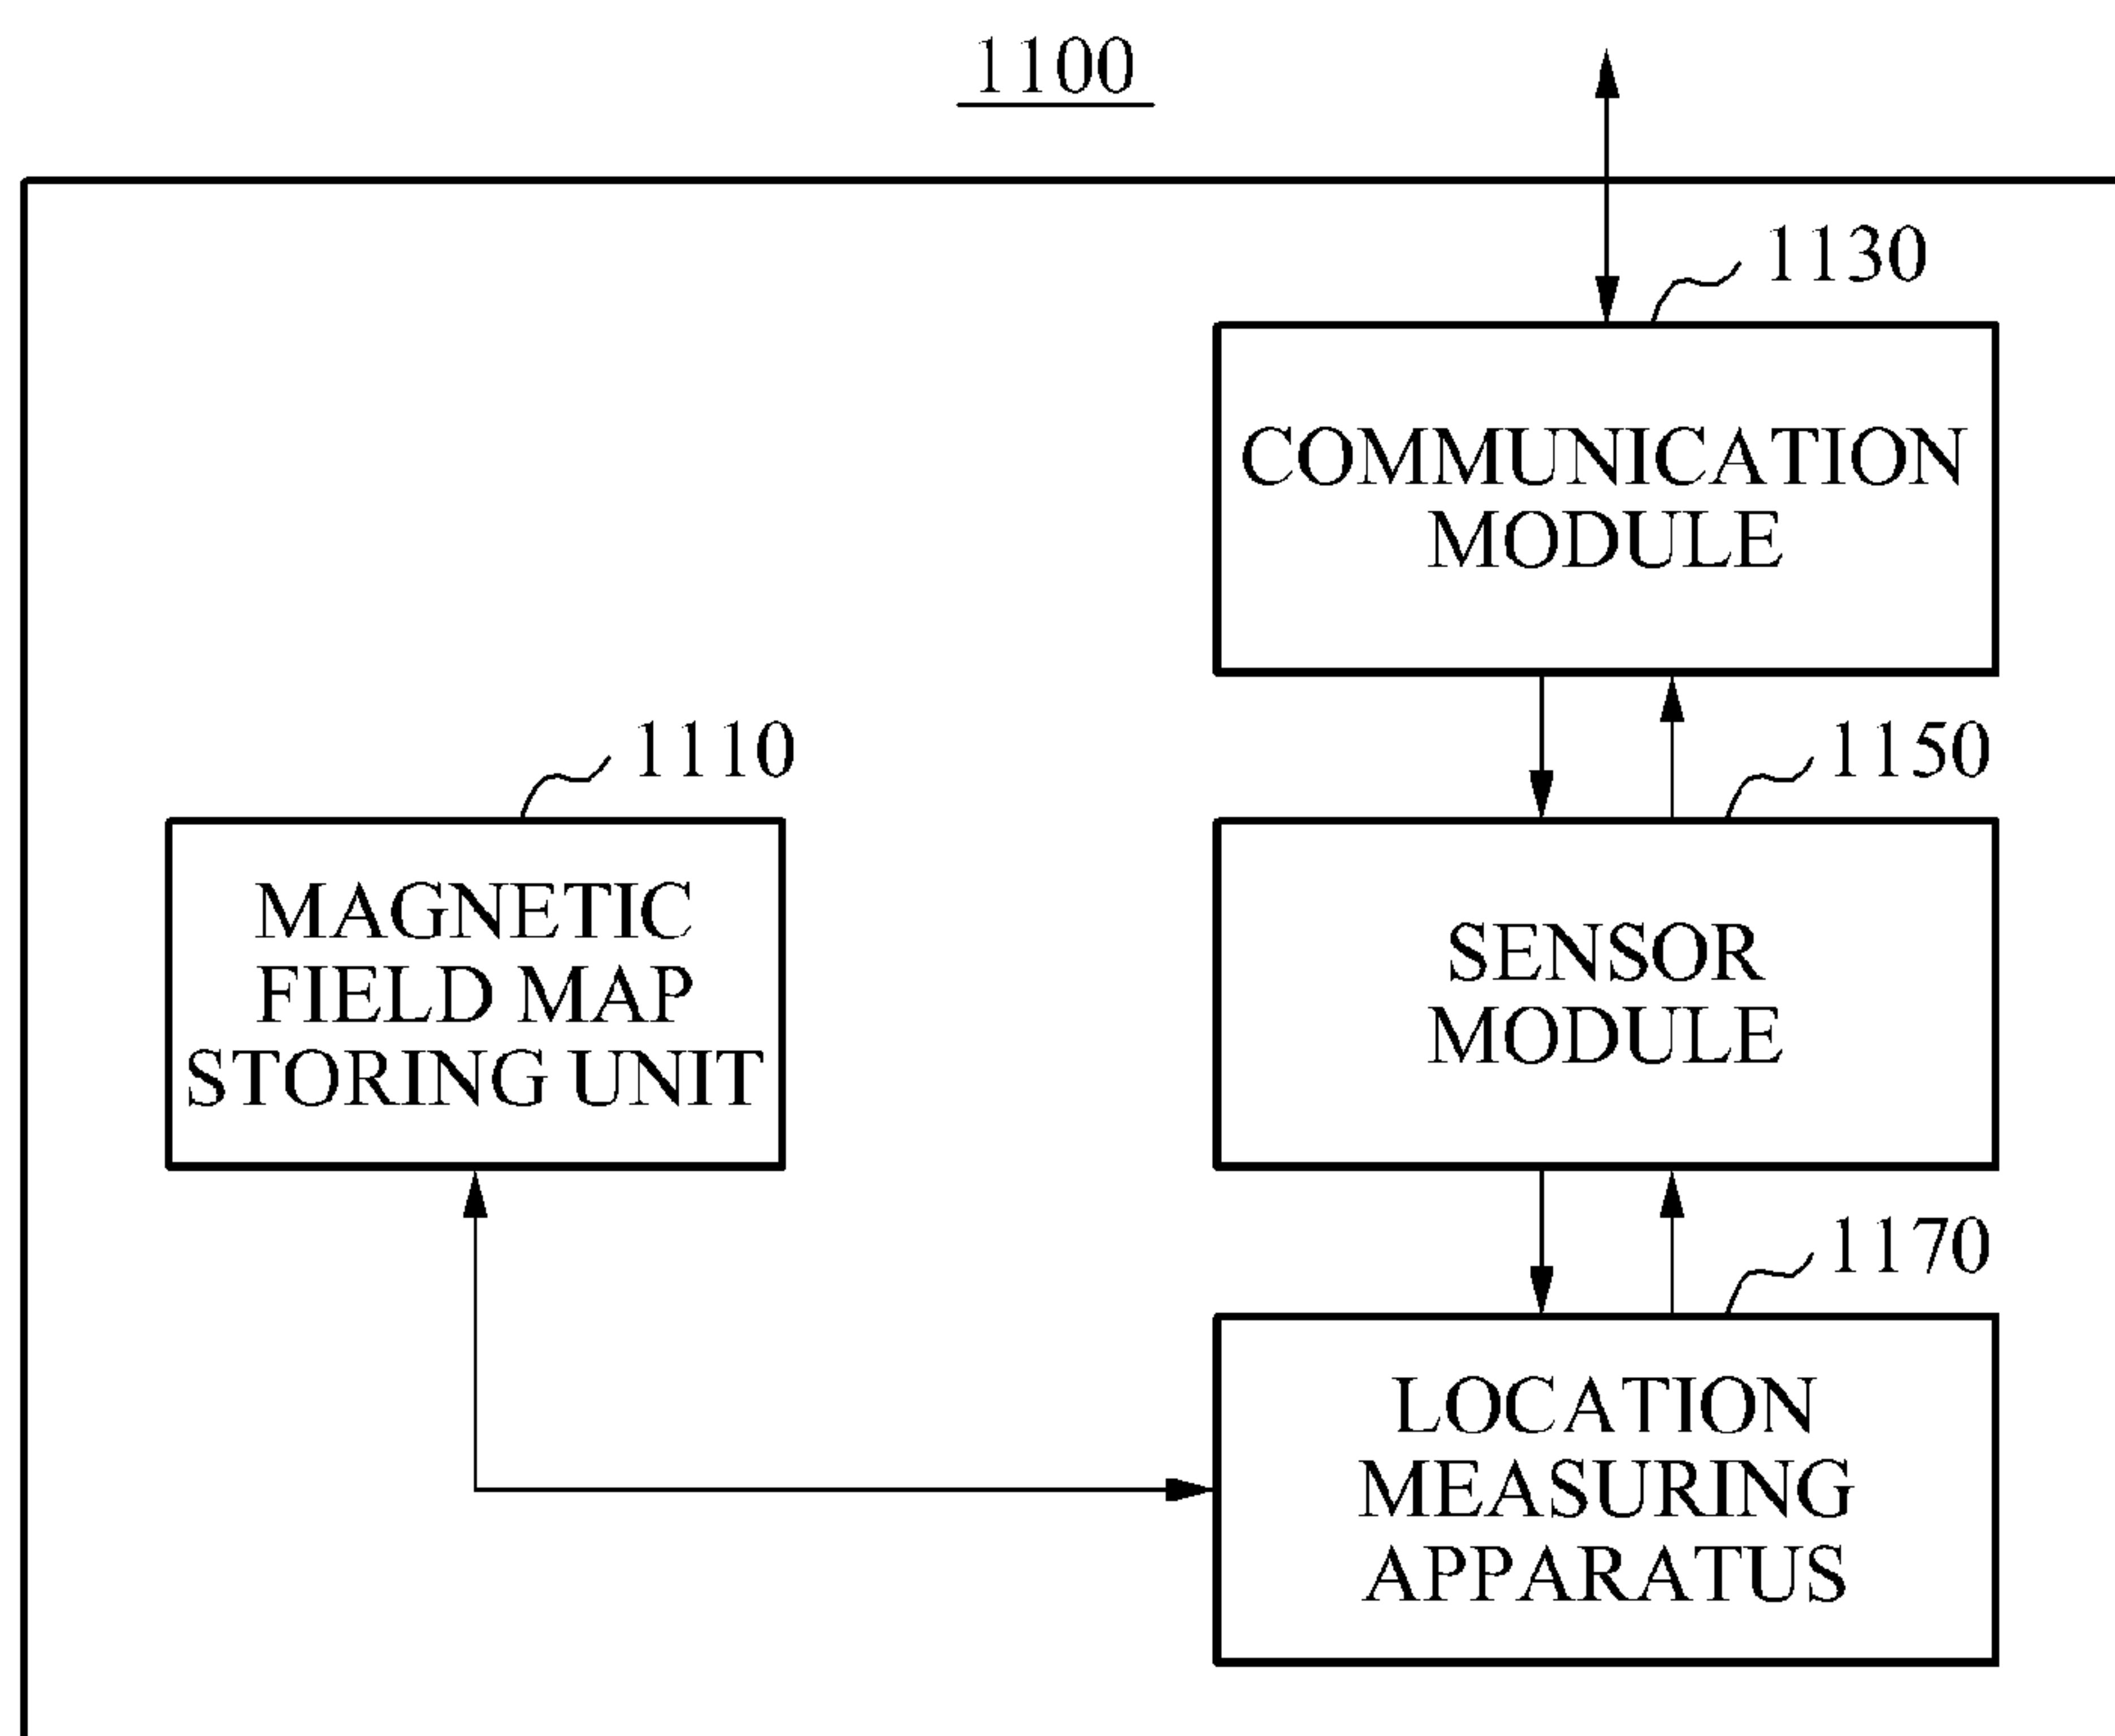 1100
1130
COMMUNICATION
MODULE
1110
MAGNETIC
FIELD MAP
STORING UNIT
1150
SENSOR
MODULE
1170
LOCATION
MEASURING
APPARATUS